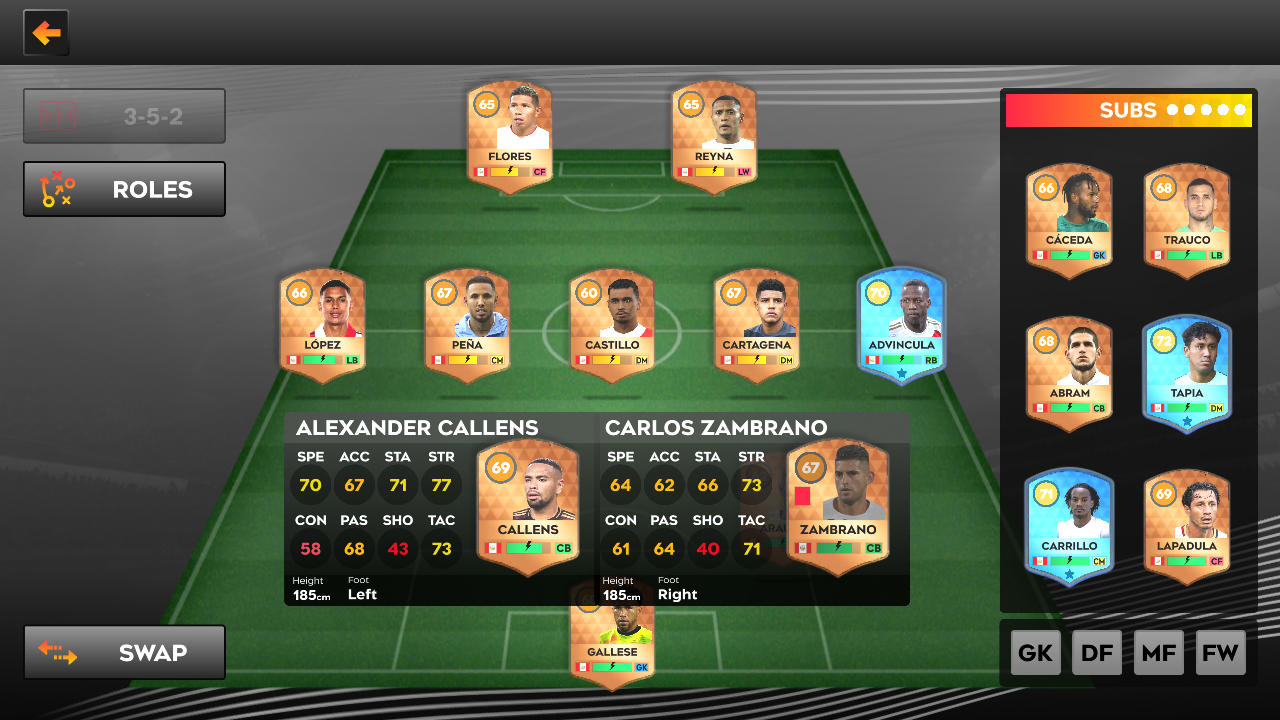 3-5-2
ROLES
SWAP
65
FLORES
CF
65
REYNA
LW
66
LÓPEZ
LB
67
PEÑA
CM
60
CASTILLO
DM
67
CARTAGENA
DM
70
ADVINCULA
RB
ALEXANDER CALLENS
SPE ACC STA STR
70 67 71 77
CON PAS SHO TAC
58 68 43 73
Height Foot
185cm Left
69
CALLENS
CB
CARLOS ZAMBRANO
SPE ACC STA STR
64 62 66 73
CON PAS SHO TAC
61 64 40 71
Height Foot
185cm Right
67
ZAMBRANO
CB
GALLESE
GK
SUBS
66
CÁCEDA
GK
68
TRAUCO
LB
68
ABRAM
CB
72
TAPIA
DM
71
CARRILLO
CM
69
LAPADULA
CF
GK DF MF FW